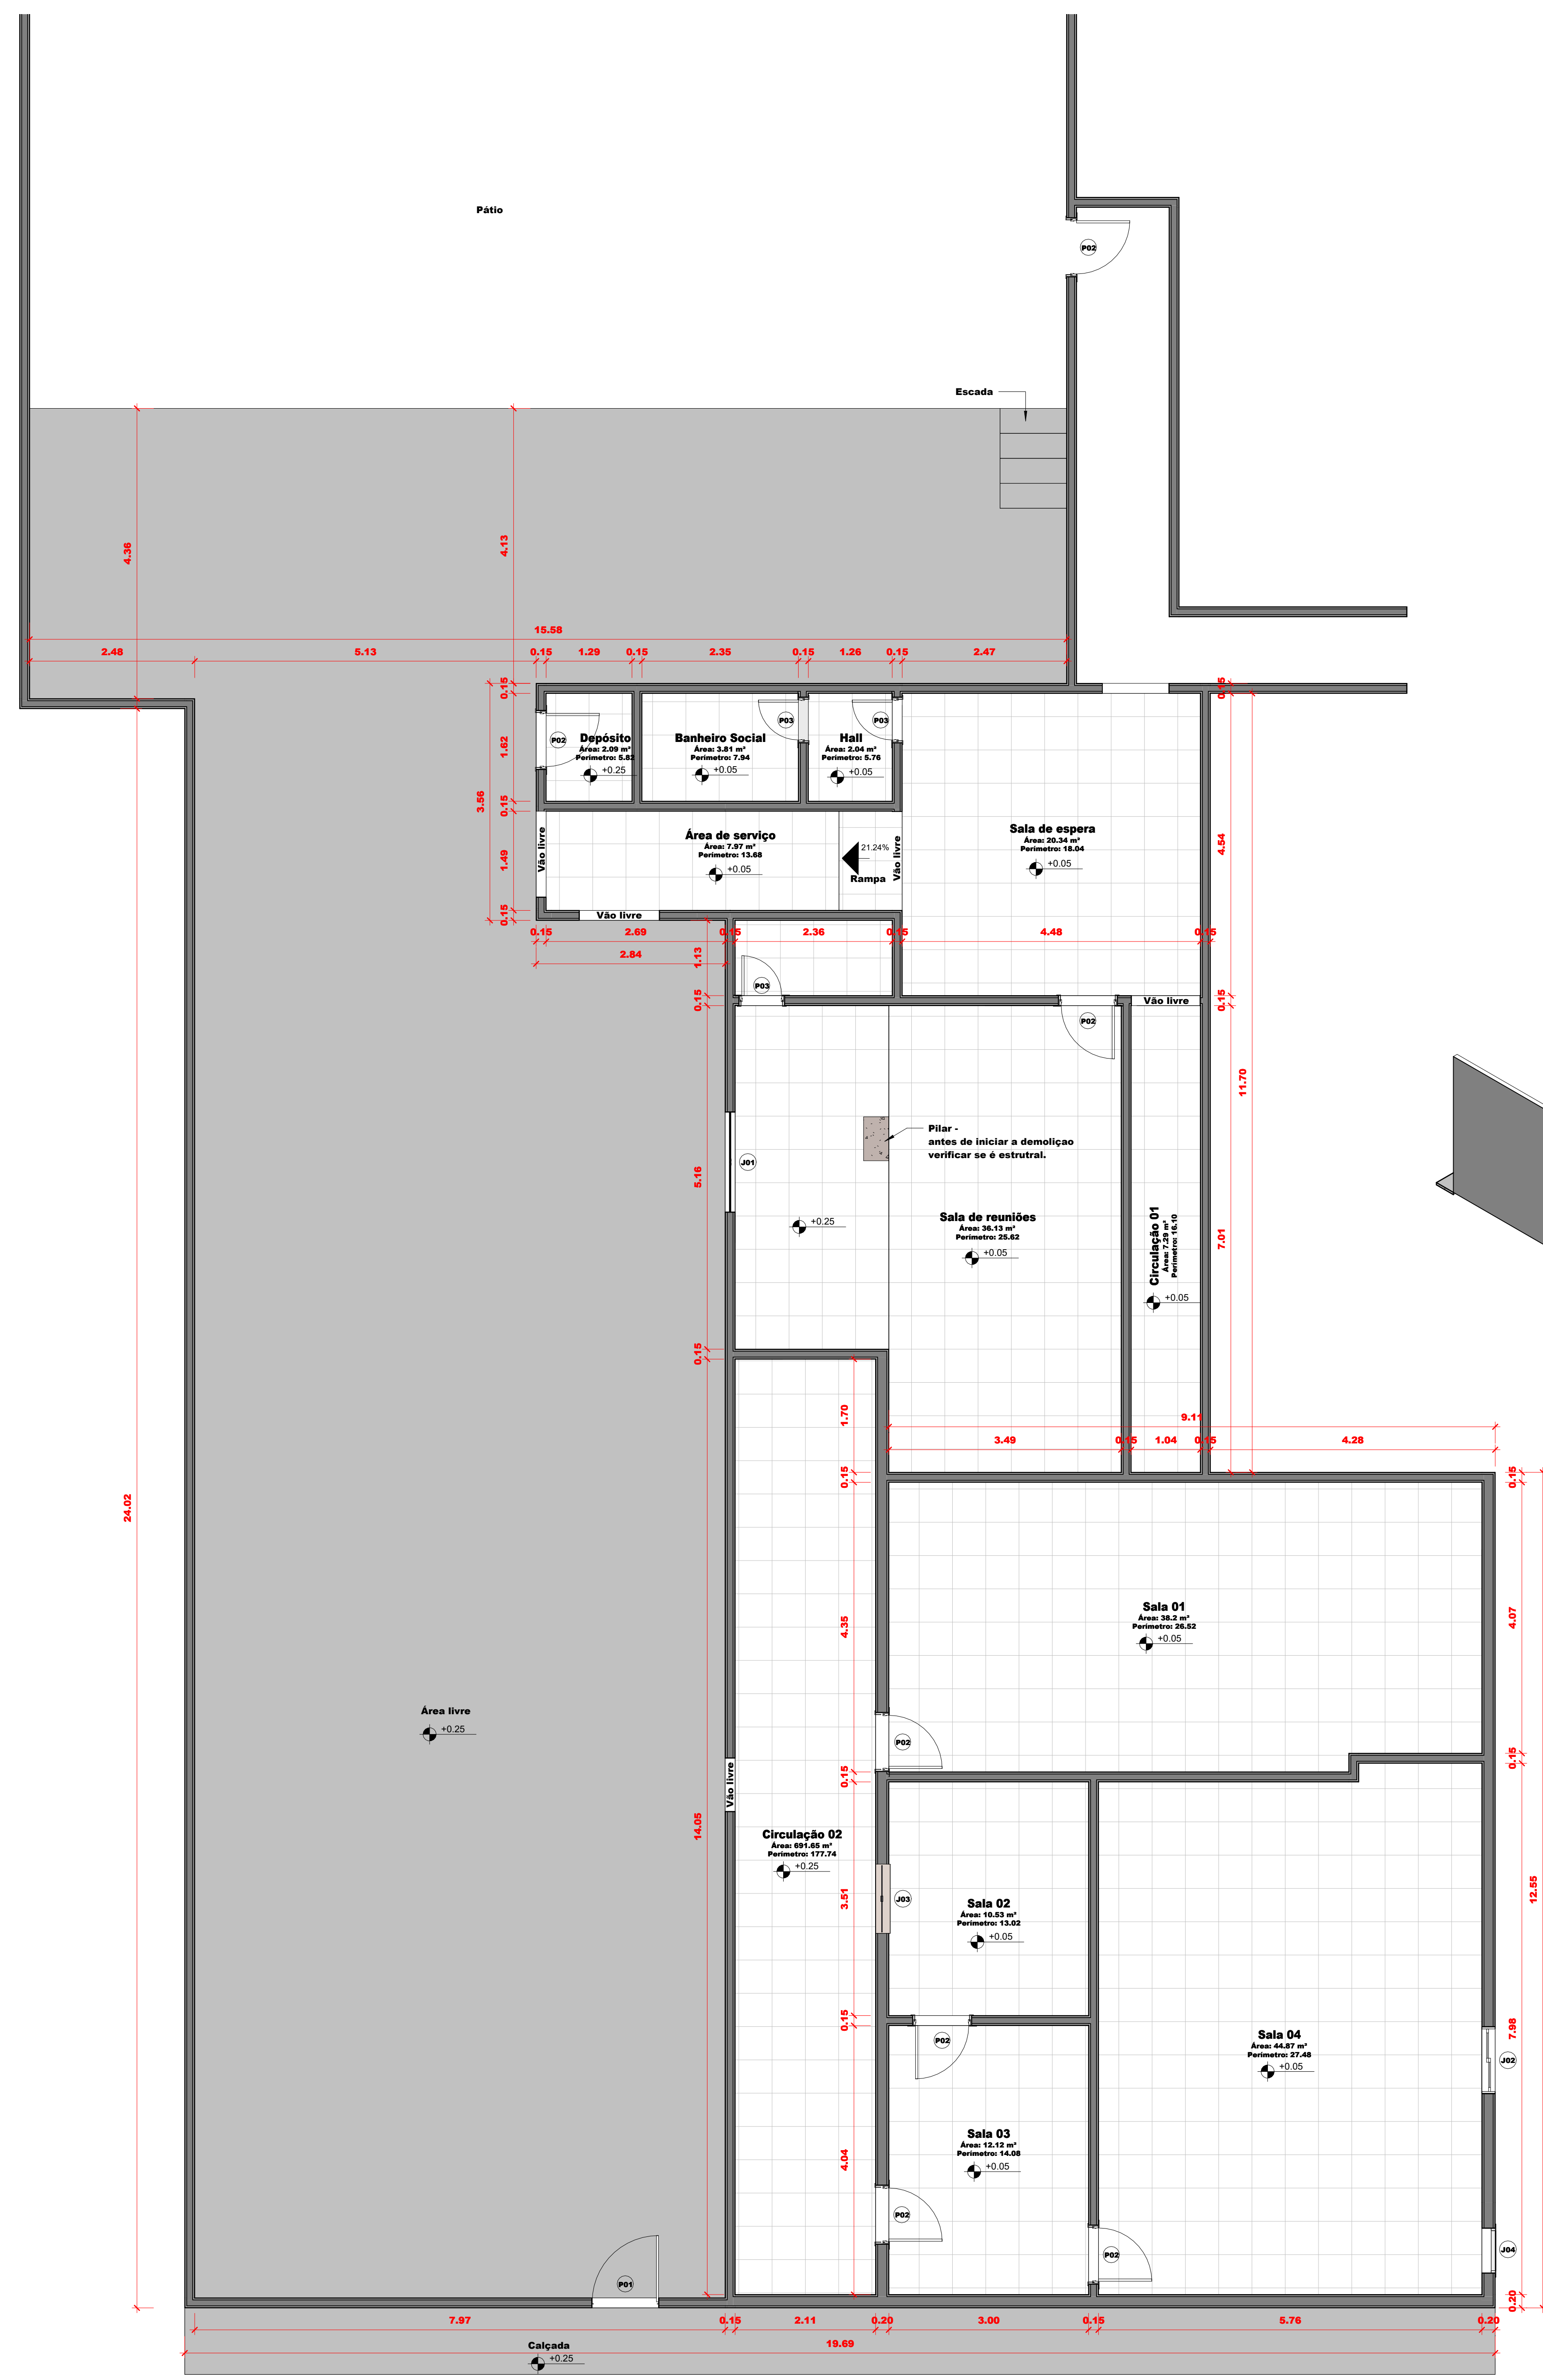 Pátio
P02
Escada
4.36
4.13
15.58
2.48
5.13
0.15
1.29
0.15
2.35
0.15
1.26
0.15
2.47
0.15
1.62
0.15
1.49
0.15
3.56
P02
Depósito
Área: 2.09 m²
Perímetro: 5.82
+0.25
Banheiro Social
Área: 3.81 m²
Perímetro: 7.94
+0.05
P03
Hall
Área: 2.04 m²
Perímetro: 5.76
+0.05
P03
0.15
Vão livre
Área de serviço
Área: 7.97 m²
Perímetro: 13.68
+0.05
21.24%
Rampa
Vão livre
Sala de espera
Área: 20.34 m²
Perímetro: 18.04
+0.05
4.54
Vão livre
0.15
2.69
0.15
2.36
0.15
4.48
0.15
2.84
1.13
P03
0.15
Vão livre
0.15
P02
11.70
Pilar -
antes de iniciar a demoliçao
verificar se é estrutral.
J01
5.16
+0.25
Sala de reuniões
Área: 36.13 m²
Perímetro: 25.62
+0.05
Circulação 01
Área: 7.29 m²
Perímetro: 16.10
+0.05
7.01
0.15
1.70
9.11
3.49
0.15
1.04
0.15
4.28
0.15
0.15
24.02
Sala 01
Área: 38.2 m²
Perímetro: 26.52
+0.05
4.35
4.07
Área livre
+0.25
P02
0.15
0.15
Vão livre
14.05
Circulação 02
Área: 691.65 m²
Perímetro: 177.74
+0.25
3.51
J03
Sala 02
Área: 10.53 m²
Perímetro: 13.02
+0.05
12.55
0.15
P02
Sala 04
Área: 44.87 m²
Perímetro: 27.48
+0.05
7.98
J02
Sala 03
Área: 12.12 m²
Perímetro: 14.08
+0.05
4.04
P02
P02
J04
P01
0.20
7.97
0.15
2.11
0.20
3.00
0.15
5.76
0.20
19.69
Calçada
+0.25